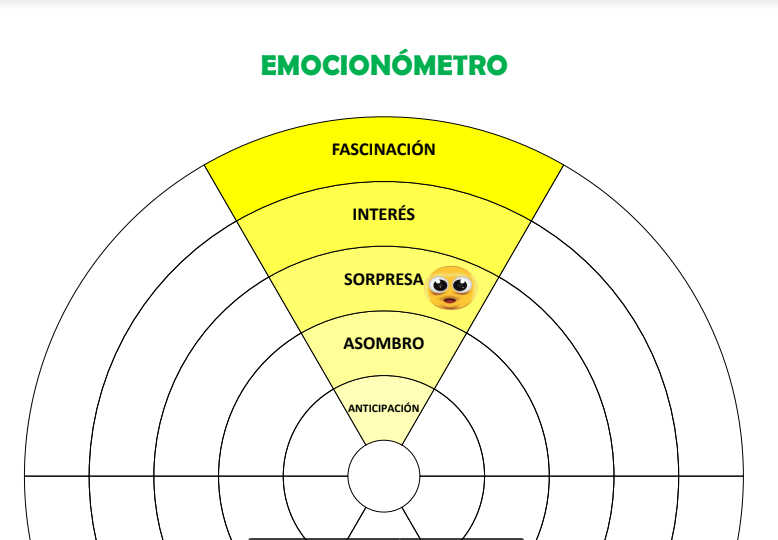 EMOCIONÓMETRO
FASCINACIÓN
INTERÉS
SORPRESA
ASOMBRO
ANTICIPACIÓN